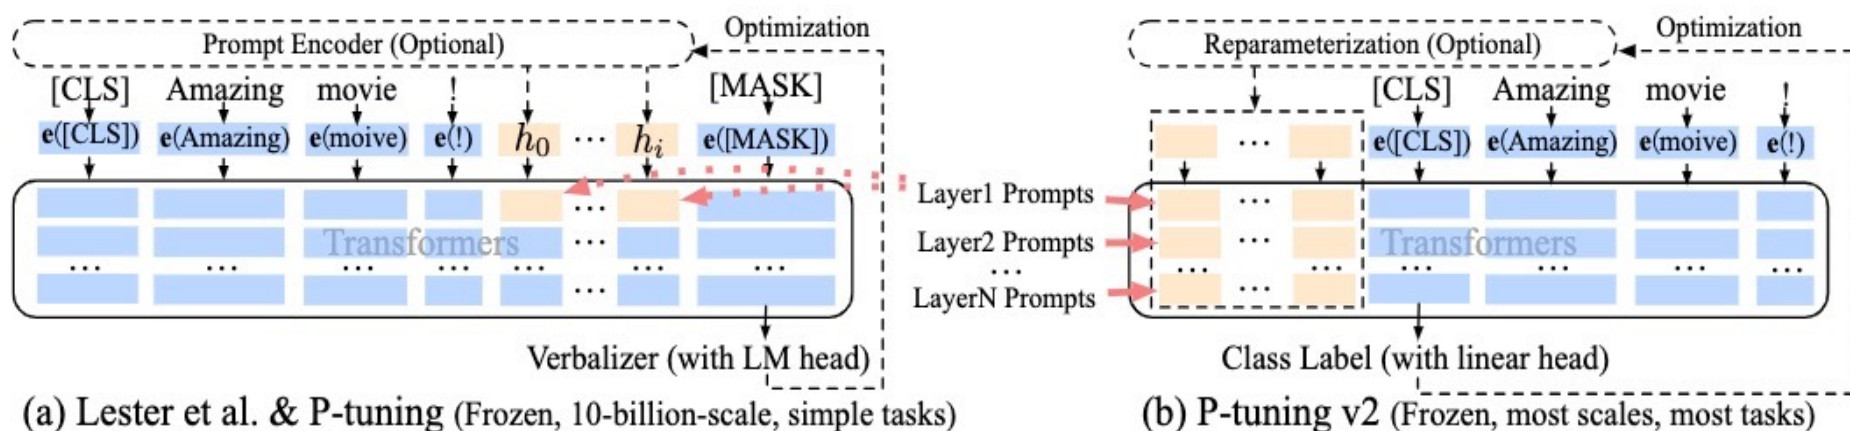 Prompt Encoder (Optional)
Optimization
[CLS] Amazing movie ! [MASK]
e([CLS]) e(Amazing) e(moive) e(!) h0 ... hi e([MASK])
...
Transformers
...
... ... ... ... ... ... ...
...
Verbalizer (with LM head)
(a) Lester et al. & P-tuning (Frozen, 10-billion-scale, simple tasks)
Layer1 Prompts
Layer2 Prompts
...
LayerN Prompts
Reparameterization (Optional)
Optimization
[CLS] Amazing movie !
... e([CLS]) e(Amazing) e(moive) e(!)
...
... Transformers
... ... ... ... ... ...
...
Class Label (with linear head)
(b) P-tuning v2 (Frozen, most scales, most tasks)